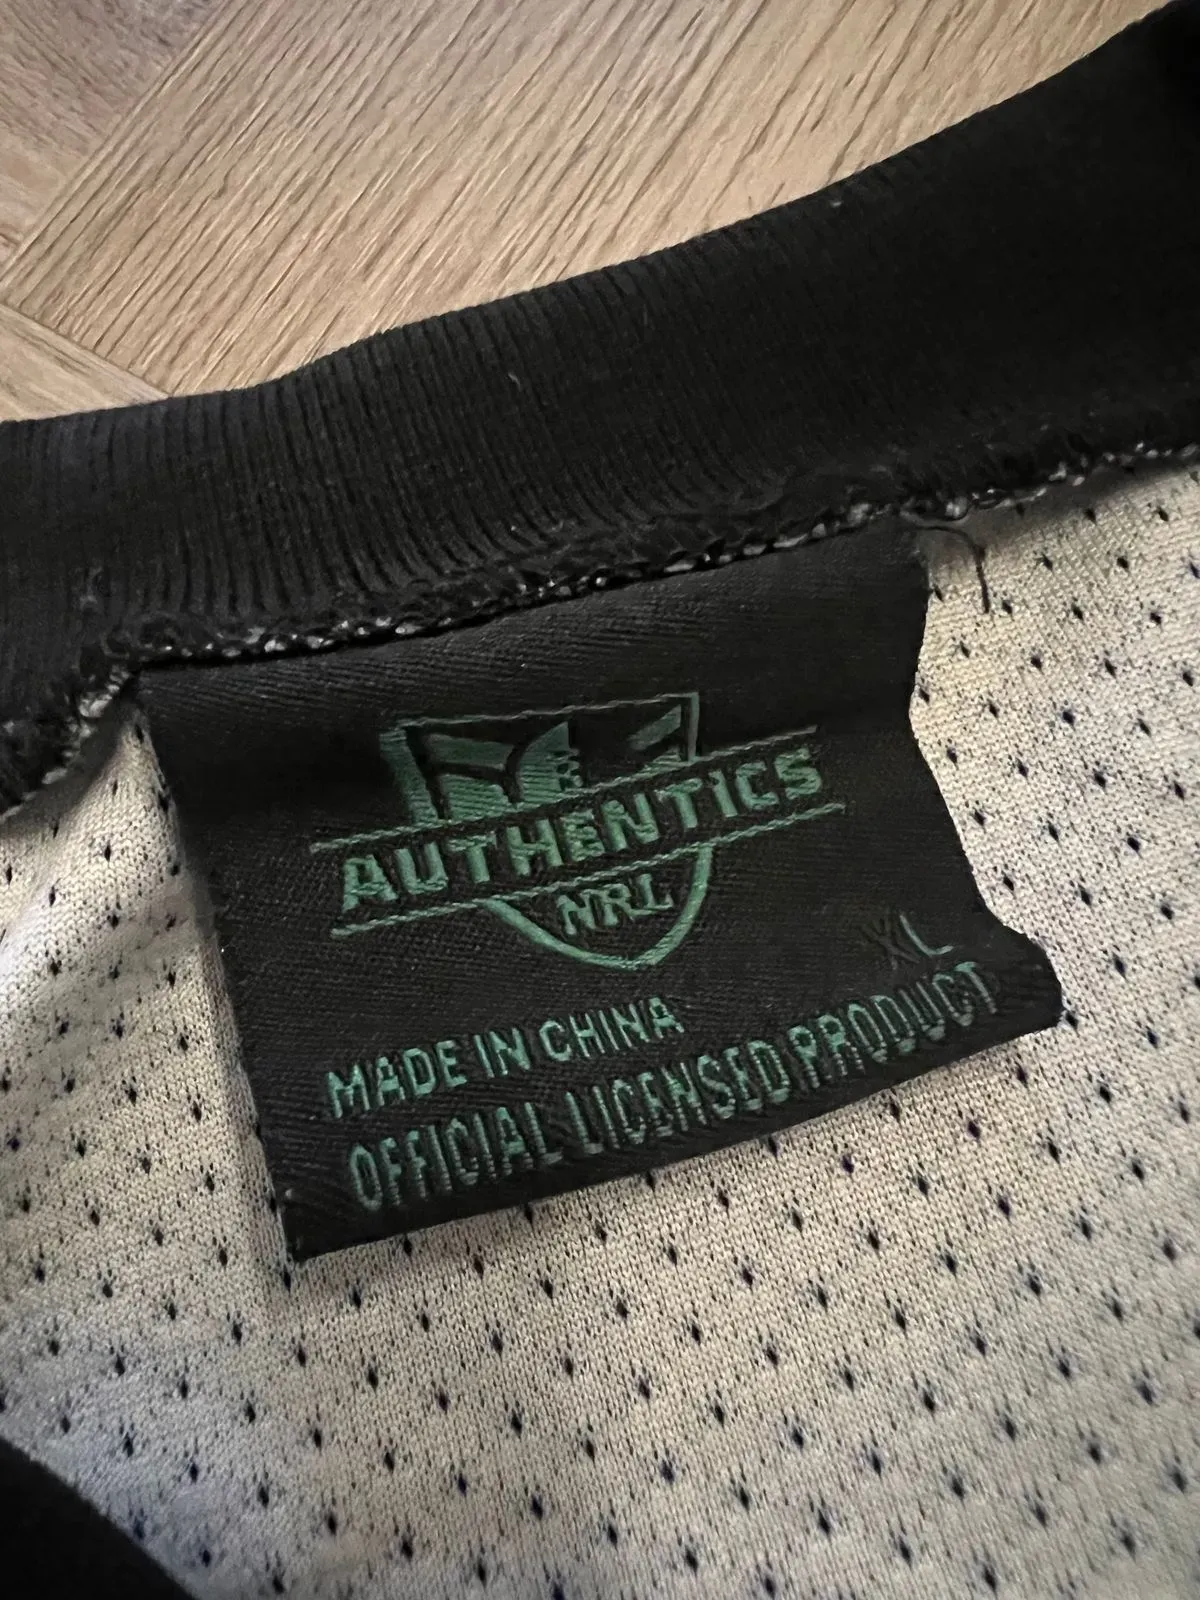 AUTHENTICS
NRL
XL
MADE IN CHINA
OFFICIAL LICENSED PRODUCT